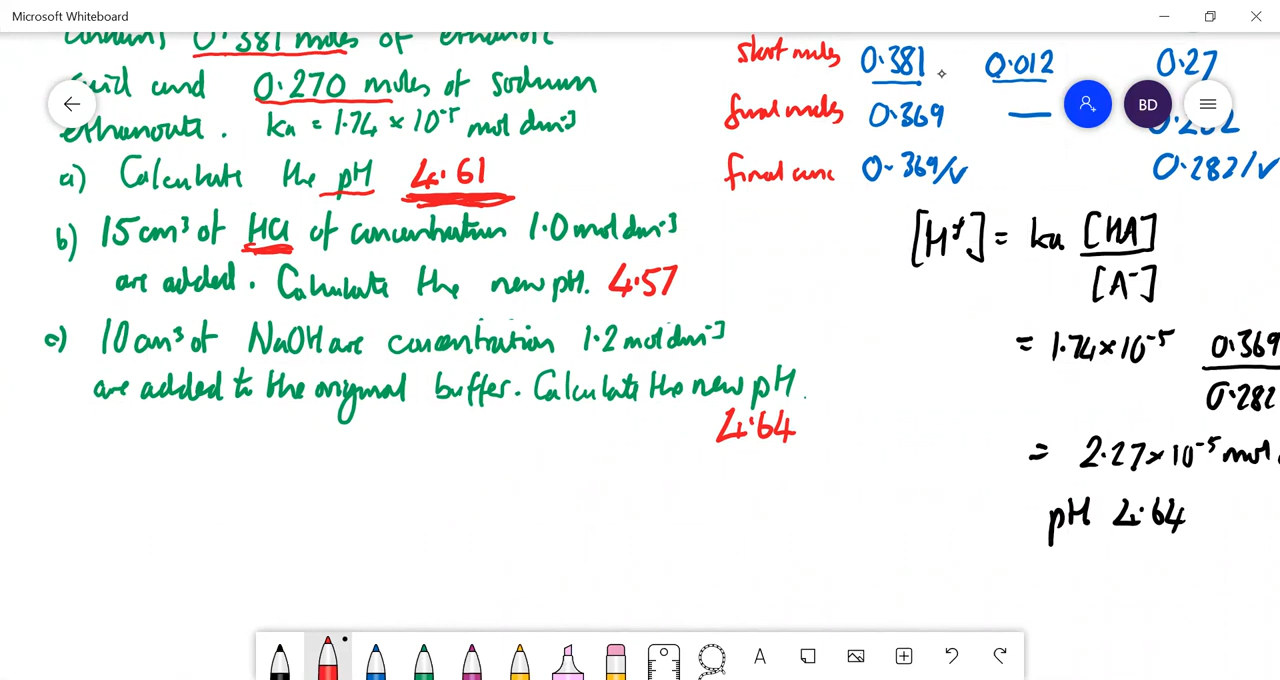 Microsoft Whiteboard
0.381 moles of ethanoic
acid and 0.270 moles of sodium
ethanoate. ka = 1.74 × 10⁻⁵ mol dm⁻³
a) Calculate the pH 4.61
b) 15cm³ of HCl of concentration 1.0 mol dm⁻³
are added. Calculate the new pH. 4.57
c) 10cm³ of NaOH are concentration 1.2 mol dm⁻³
are added to the original buffer. Calculate the new pH.
4.64
start moles 0.381 0.012 0.27
final moles 0.369 —
final conc 0.369/v 0.282/v
BD
[H⁺] = ka [HA]
[A⁻]
= 1.74×10⁻⁵ 0.369
0.282
= 2.27×10⁻⁵ mol
pH 4.64
A